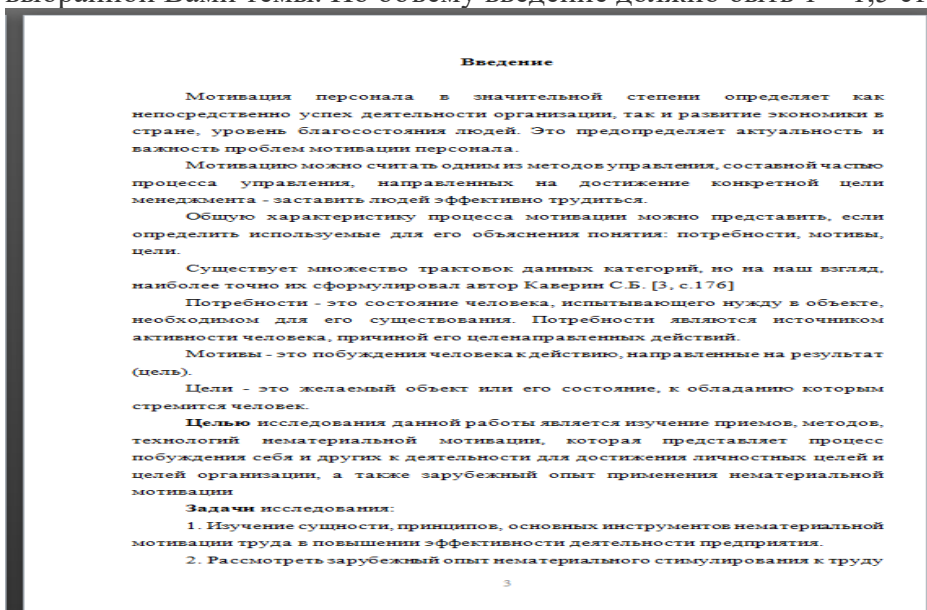 выбранной Вами темы. По объему введение должно быть 1 – 1,5 ст
Введение
Мотивация персонала в значительной степени определяет как
непосредственно успех деятельности организации, так и развитие экономики в
стране, уровень благосостояния людей. Это предопределяет актуальность и
важность проблем мотивации персонала.
Мотивацию можно считать одним из методов управления, составной частью
процесса управления, направленных на достижение конкретной цели
менеджмента - заставить людей эффективно трудиться.
Общую характеристику процесса мотивации можно представить, если
определить используемые для его объяснения понятия: потребности, мотивы,
цели.
Существует множество трактовок данных категорий, но на наш взгляд,
наиболее точно их сформулировал автор Каверин С.Б. [3, с.176]
Потребности - это состояние человека, испытывающего нужду в объекте,
необходимом для его существования. Потребности являются источником
активности человека, причиной его целенаправленных действий.
Мотивы - это побуждения человека к действию, направленные на результат
(цель).
Цели - это желаемый объект или его состояние, к обладанию которым
стремится человек.
Целью исследования данной работы является изучение приемов, методов,
технологий нематериальной мотивации, которая представляет процесс
побуждения себя и других к деятельности для достижения личностных целей и
целей организации, а также зарубежный опыт применения нематериальной
мотивации
Задачи исследования:
1. Изучение сущности, принципов, основных инструментов нематериальной
мотивации труда в повышении эффективности деятельности предприятия.
2. Рассмотреть зарубежный опыт нематериального стимулирования к труду
3